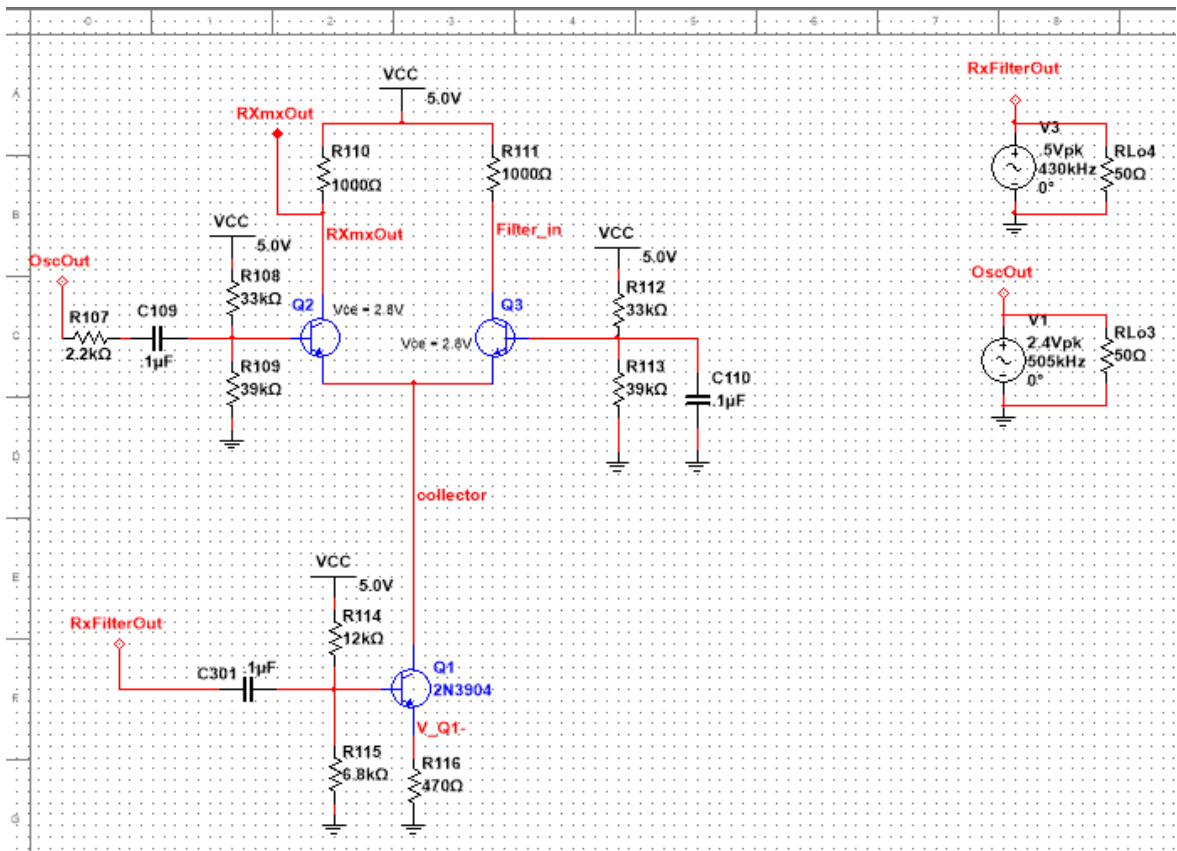 0 1 2 3 4 5 6 7 8
A
B
C
D
E
F
G
VCC
5.0V
RXmxOut
R110
1000Ω
R111
1000Ω
RXmxOut
Filter_in
VCC
5.0V
OscOut
R107
2.2kΩ
C109
.1µF
R108
33kΩ
R109
39kΩ
Q2
Vce = 2.8V
Q3
Vce = 2.8V
VCC
5.0V
R112
33kΩ
R113
39kΩ
C110
.1µF
collector
VCC
5.0V
R114
12kΩ
RxFilterOut
C301
.1µF
Q1
2N3904
V_Q1-
R115
6.8kΩ
R116
470Ω
RxFilterOut
V3
.5Vpk
430kHz
0°
RLo4
50Ω
OscOut
V1
2.4Vpk
505kHz
0°
RLo3
50Ω